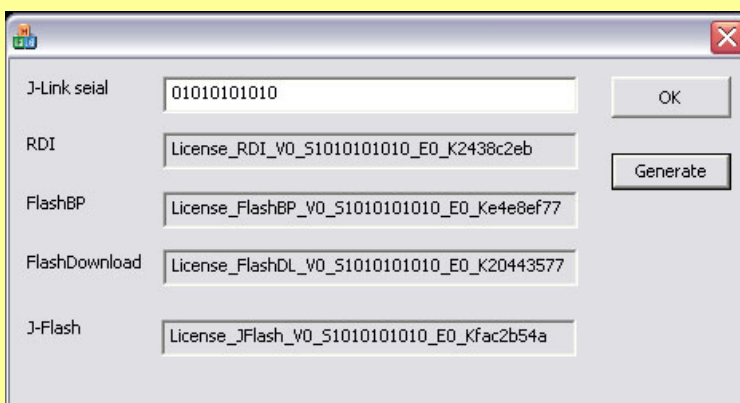 J-Link seial 01010101010 OK
RDI License_RDI_V0_S1010101010_E0_K2438c2eb
Generate
FlashBP License_FlashBP_V0_S1010101010_E0_Ke4e8ef77
FlashDownload License_FlashDL_V0_S1010101010_E0_K20443577
J-Flash License_JFlash_V0_S1010101010_E0_Kfac2b54a